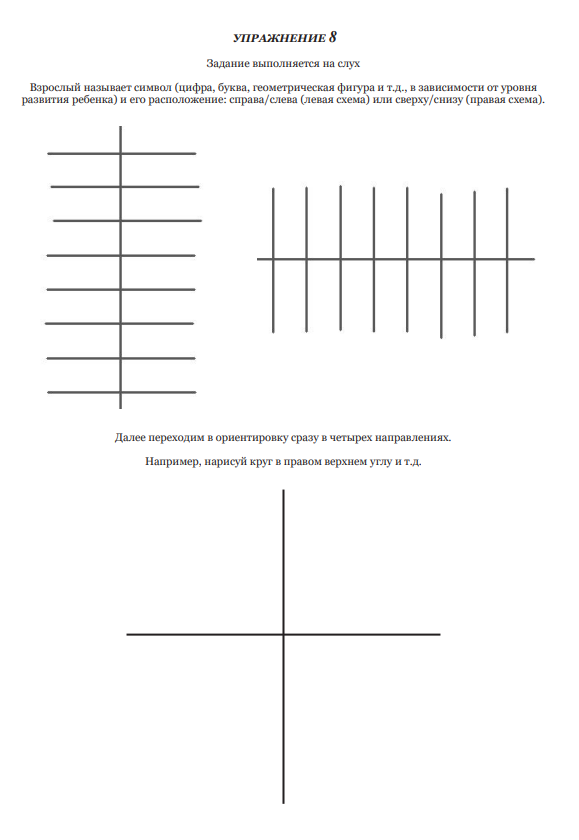 УПРАЖНЕНИЕ 8
Задание выполняется на слух
Взрослый называет символ (цифра, буква, геометрическая фигура и т.д., в зависимости от уровня
развития ребенка) и его расположение: справа/слева (левая схема) или сверху/снизу (правая схема).
Далее переходим в ориентировку сразу в четырех направлениях.
Например, нарисуй круг в правом верхнем углу и т.д.